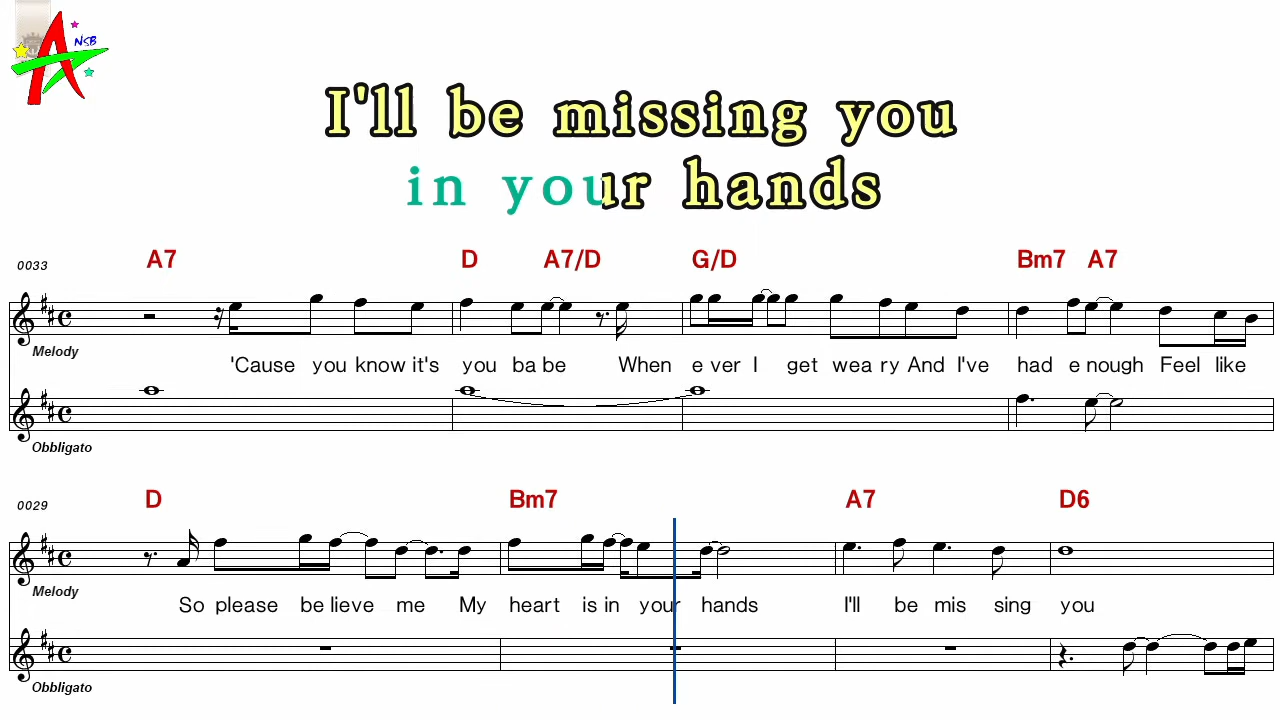 NSB
I'll be missing you
in your hands
0033 A7 D A7/D G/D Bm7 A7
Melody
'Cause you know it's you ba be When e ver I get wea ry And I've had e nough Feel like
Obbligato
0029 D Bm7 A7 D6
Melody
So please be lieve me My heart is in your hands I'll be mis sing you
Obbligato